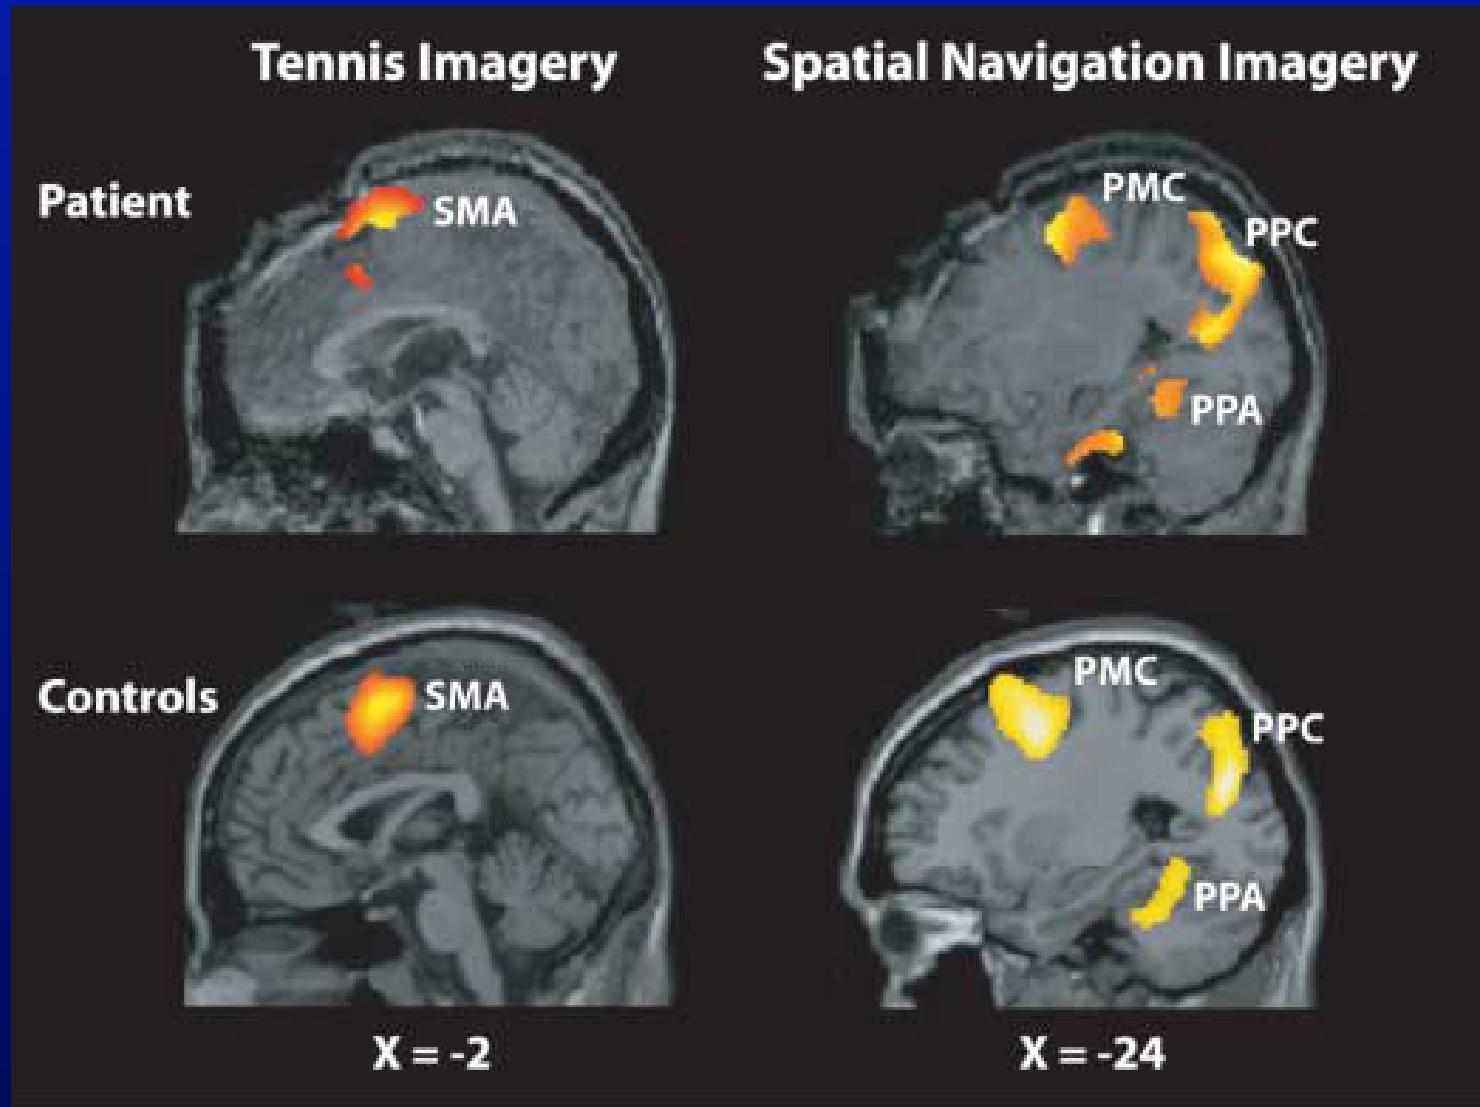 Tennis Imagery
Spatial Navigation Imagery
Patient
SMA
PMC
PPC
PPA
Controls
SMA
PMC
PPC
PPA
X = -2
X = -24